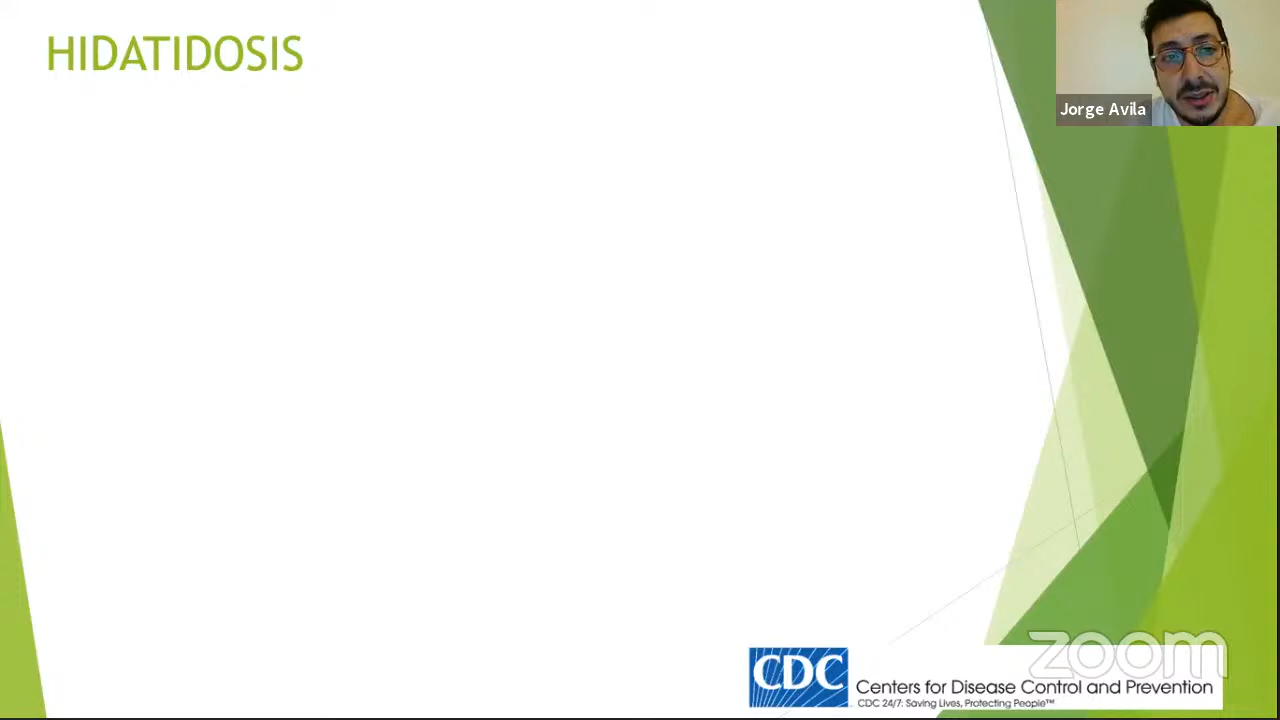 HIDATIDOSIS
Jorge Avila
zoom
CDC
Centers for Disease Control and Prevention
CDC 24/7: Saving Lives, Protecting People™